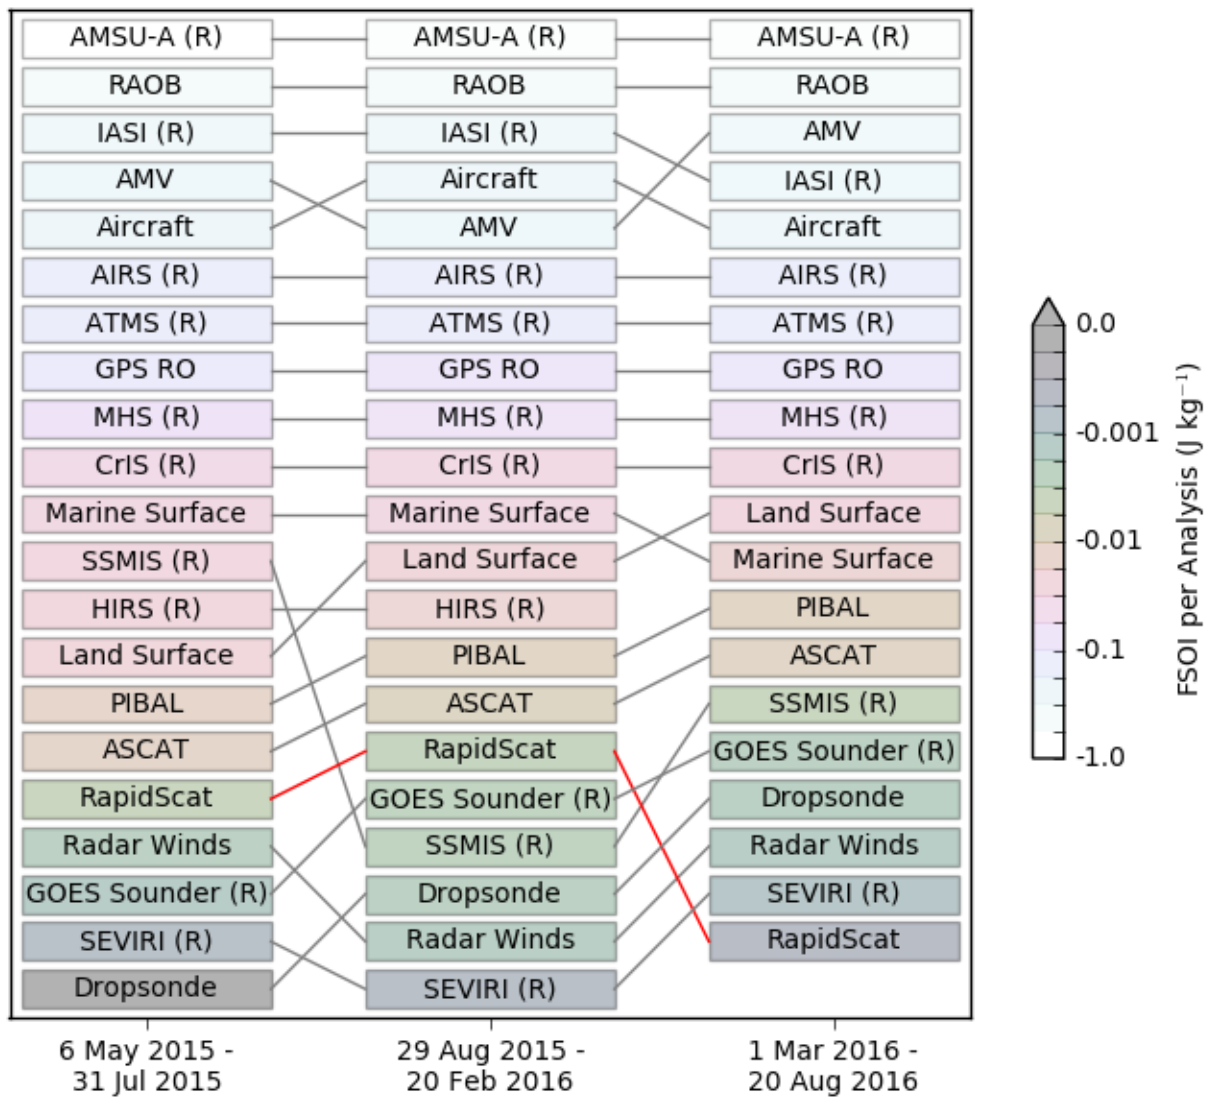 AMSU-A (R) AMSU-A (R) AMSU-A (R)
RAOB RAOB RAOB
IASI (R) IASI (R) AMV
AMV Aircraft IASI (R)
Aircraft AMV Aircraft
AIRS (R) AIRS (R) AIRS (R)
ATMS (R) ATMS (R) ATMS (R)
GPS RO GPS RO GPS RO
MHS (R) MHS (R) MHS (R)
CrIS (R) CrIS (R) CrIS (R)
Marine Surface Marine Surface Land Surface
SSMIS (R) Land Surface Marine Surface
HIRS (R) HIRS (R) PIBAL
Land Surface PIBAL ASCAT
PIBAL ASCAT SSMIS (R)
ASCAT RapidScat GOES Sounder (R)
RapidScat GOES Sounder (R) Dropsonde
Radar Winds SSMIS (R) Radar Winds
GOES Sounder (R) Dropsonde SEVIRI (R)
SEVIRI (R) Radar Winds RapidScat
Dropsonde SEVIRI (R)
6 May 2015 - 29 Aug 2015 - 1 Mar 2016 -
31 Jul 2015 20 Feb 2016 20 Aug 2016
0.0
-0.001
-0.01
-0.1
-1.0
FSOI per Analysis (J kg⁻¹)